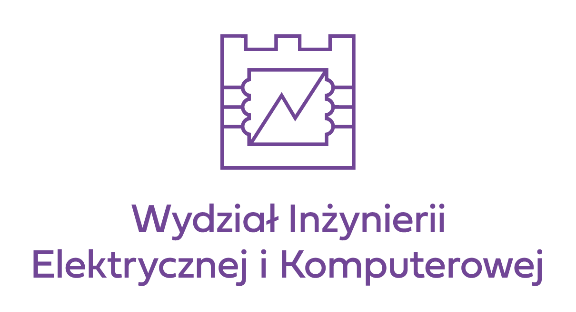 Wydział Inżynierii
Elektrycznej i Komputerowej